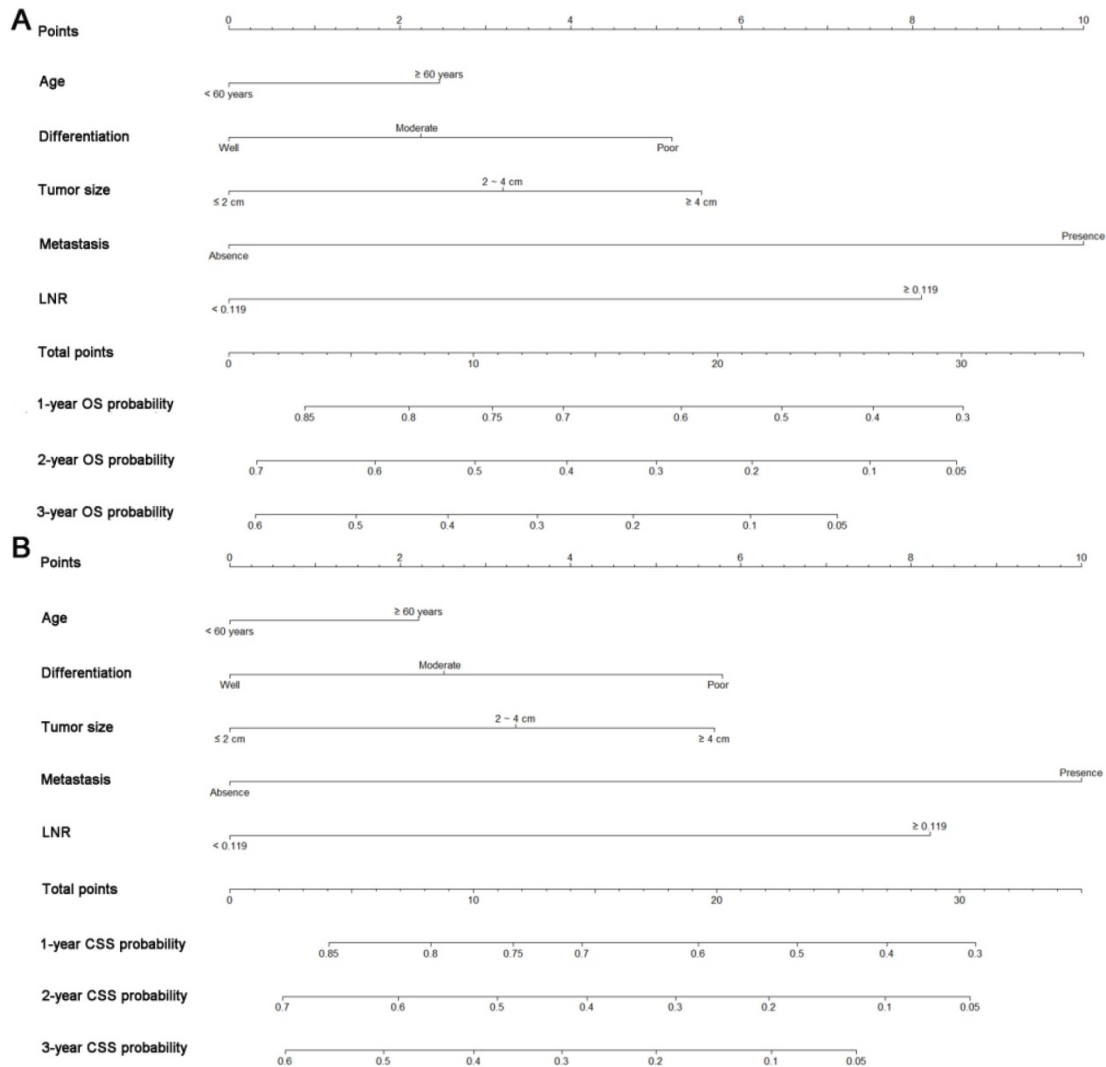 A
Points
0 2 4 6 8 10
Age
≥ 60 years
< 60 years
Differentiation
Moderate
Well Poor
Tumor size
2 ~ 4 cm
≤ 2 cm ≥ 4 cm
Metastasis
Presence
Absence
LNR
≥ 0.119
< 0.119
Total points
0 10 20 30
1-year OS probability
0.85 0.8 0.75 0.7 0.6 0.5 0.4 0.3
2-year OS probability
0.7 0.6 0.5 0.4 0.3 0.2 0.1 0.05
3-year OS probability
0.6 0.5 0.4 0.3 0.2 0.1 0.05
B
Points
0 2 4 6 8 10
Age
≥ 60 years
< 60 years
Differentiation
Moderate
Well Poor
Tumor size
2 ~ 4 cm
≤ 2 cm ≥ 4 cm
Metastasis
Presence
Absence
LNR
≥ 0.119
< 0.119
Total points
0 10 20 30
1-year CSS probability
0.85 0.8 0.75 0.7 0.6 0.5 0.4 0.3
2-year CSS probability
0.7 0.6 0.5 0.4 0.3 0.2 0.1 0.05
3-year CSS probability
0.6 0.5 0.4 0.3 0.2 0.1 0.05